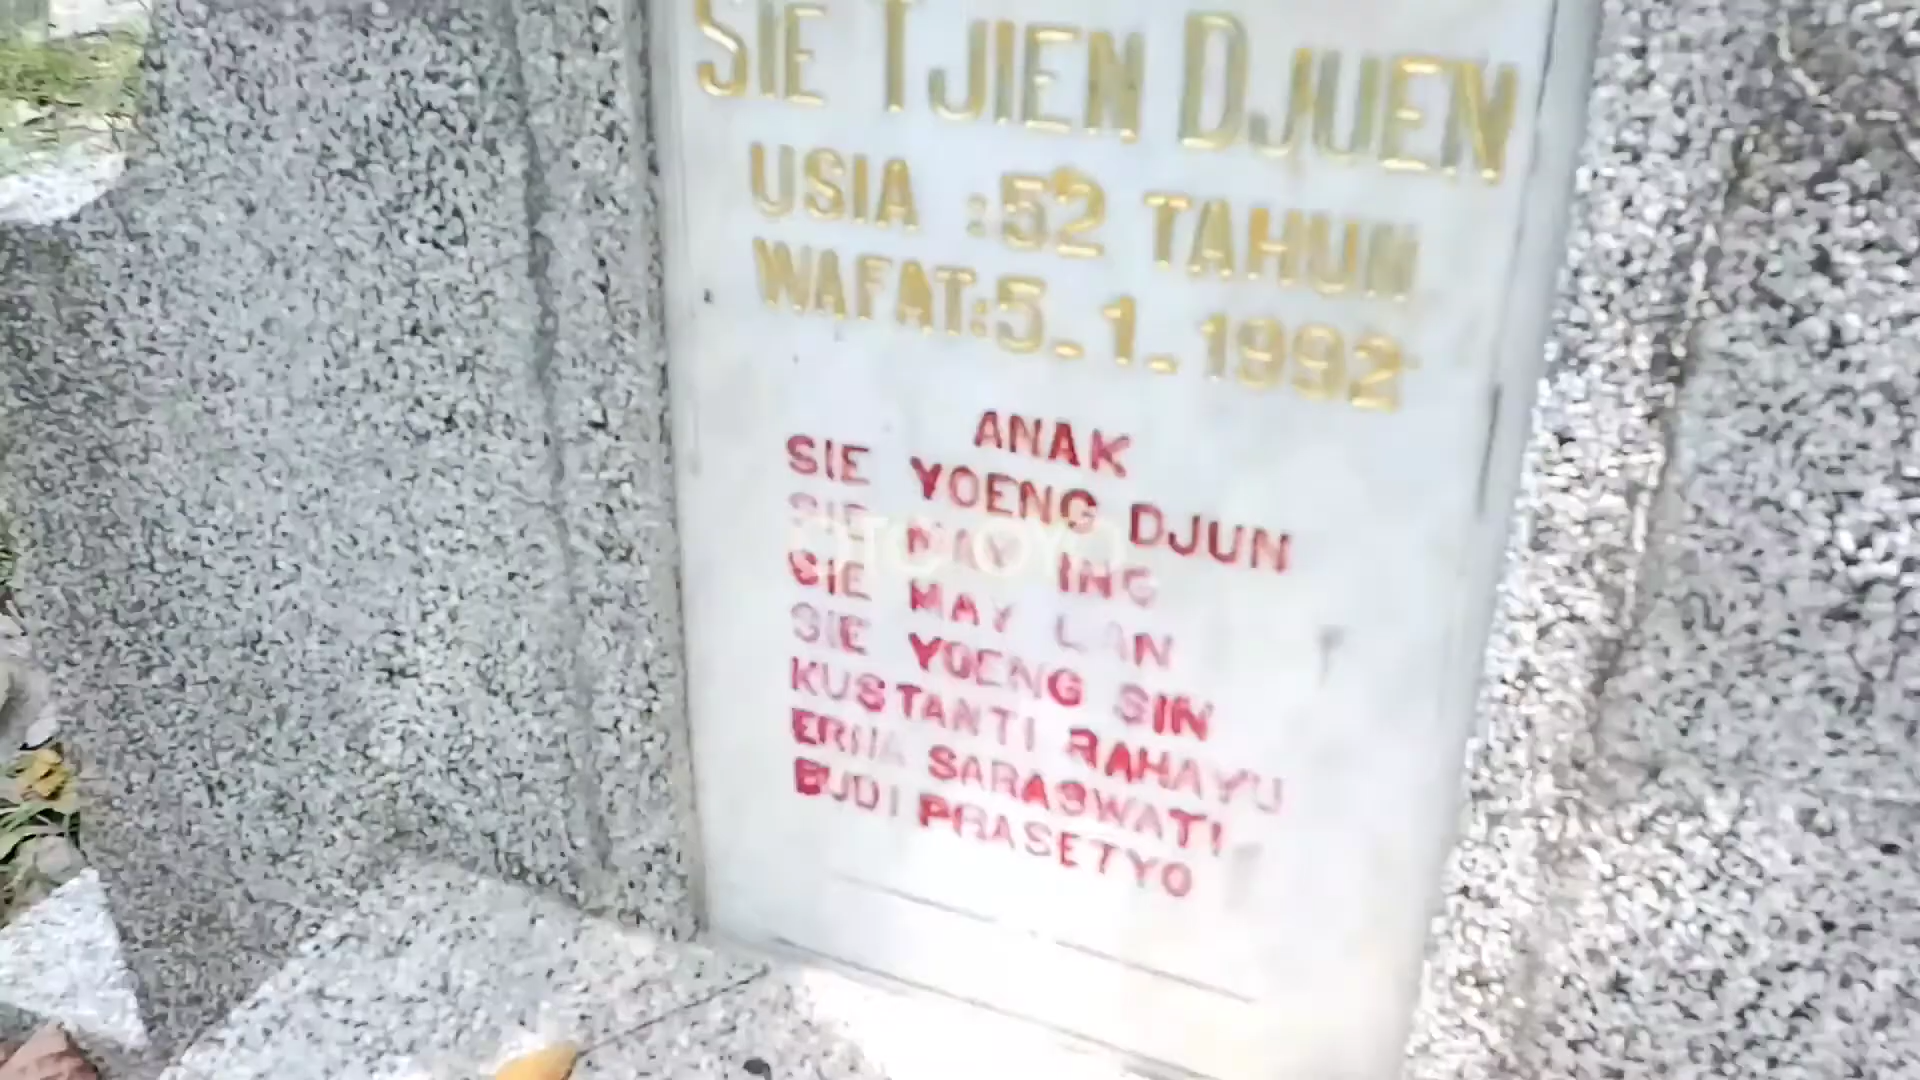 SIE TJIEN DJUEN
USIA :52 TAHUN
WAFAT:5-1-1992
ANAK
SIE YOENG DJUN
SIE MAY ING
SIE MAY LAN
SIE YOENG SIN
KUSTANTI RAHAYU
ERNA SARASWATI
BUDI PRASETYO